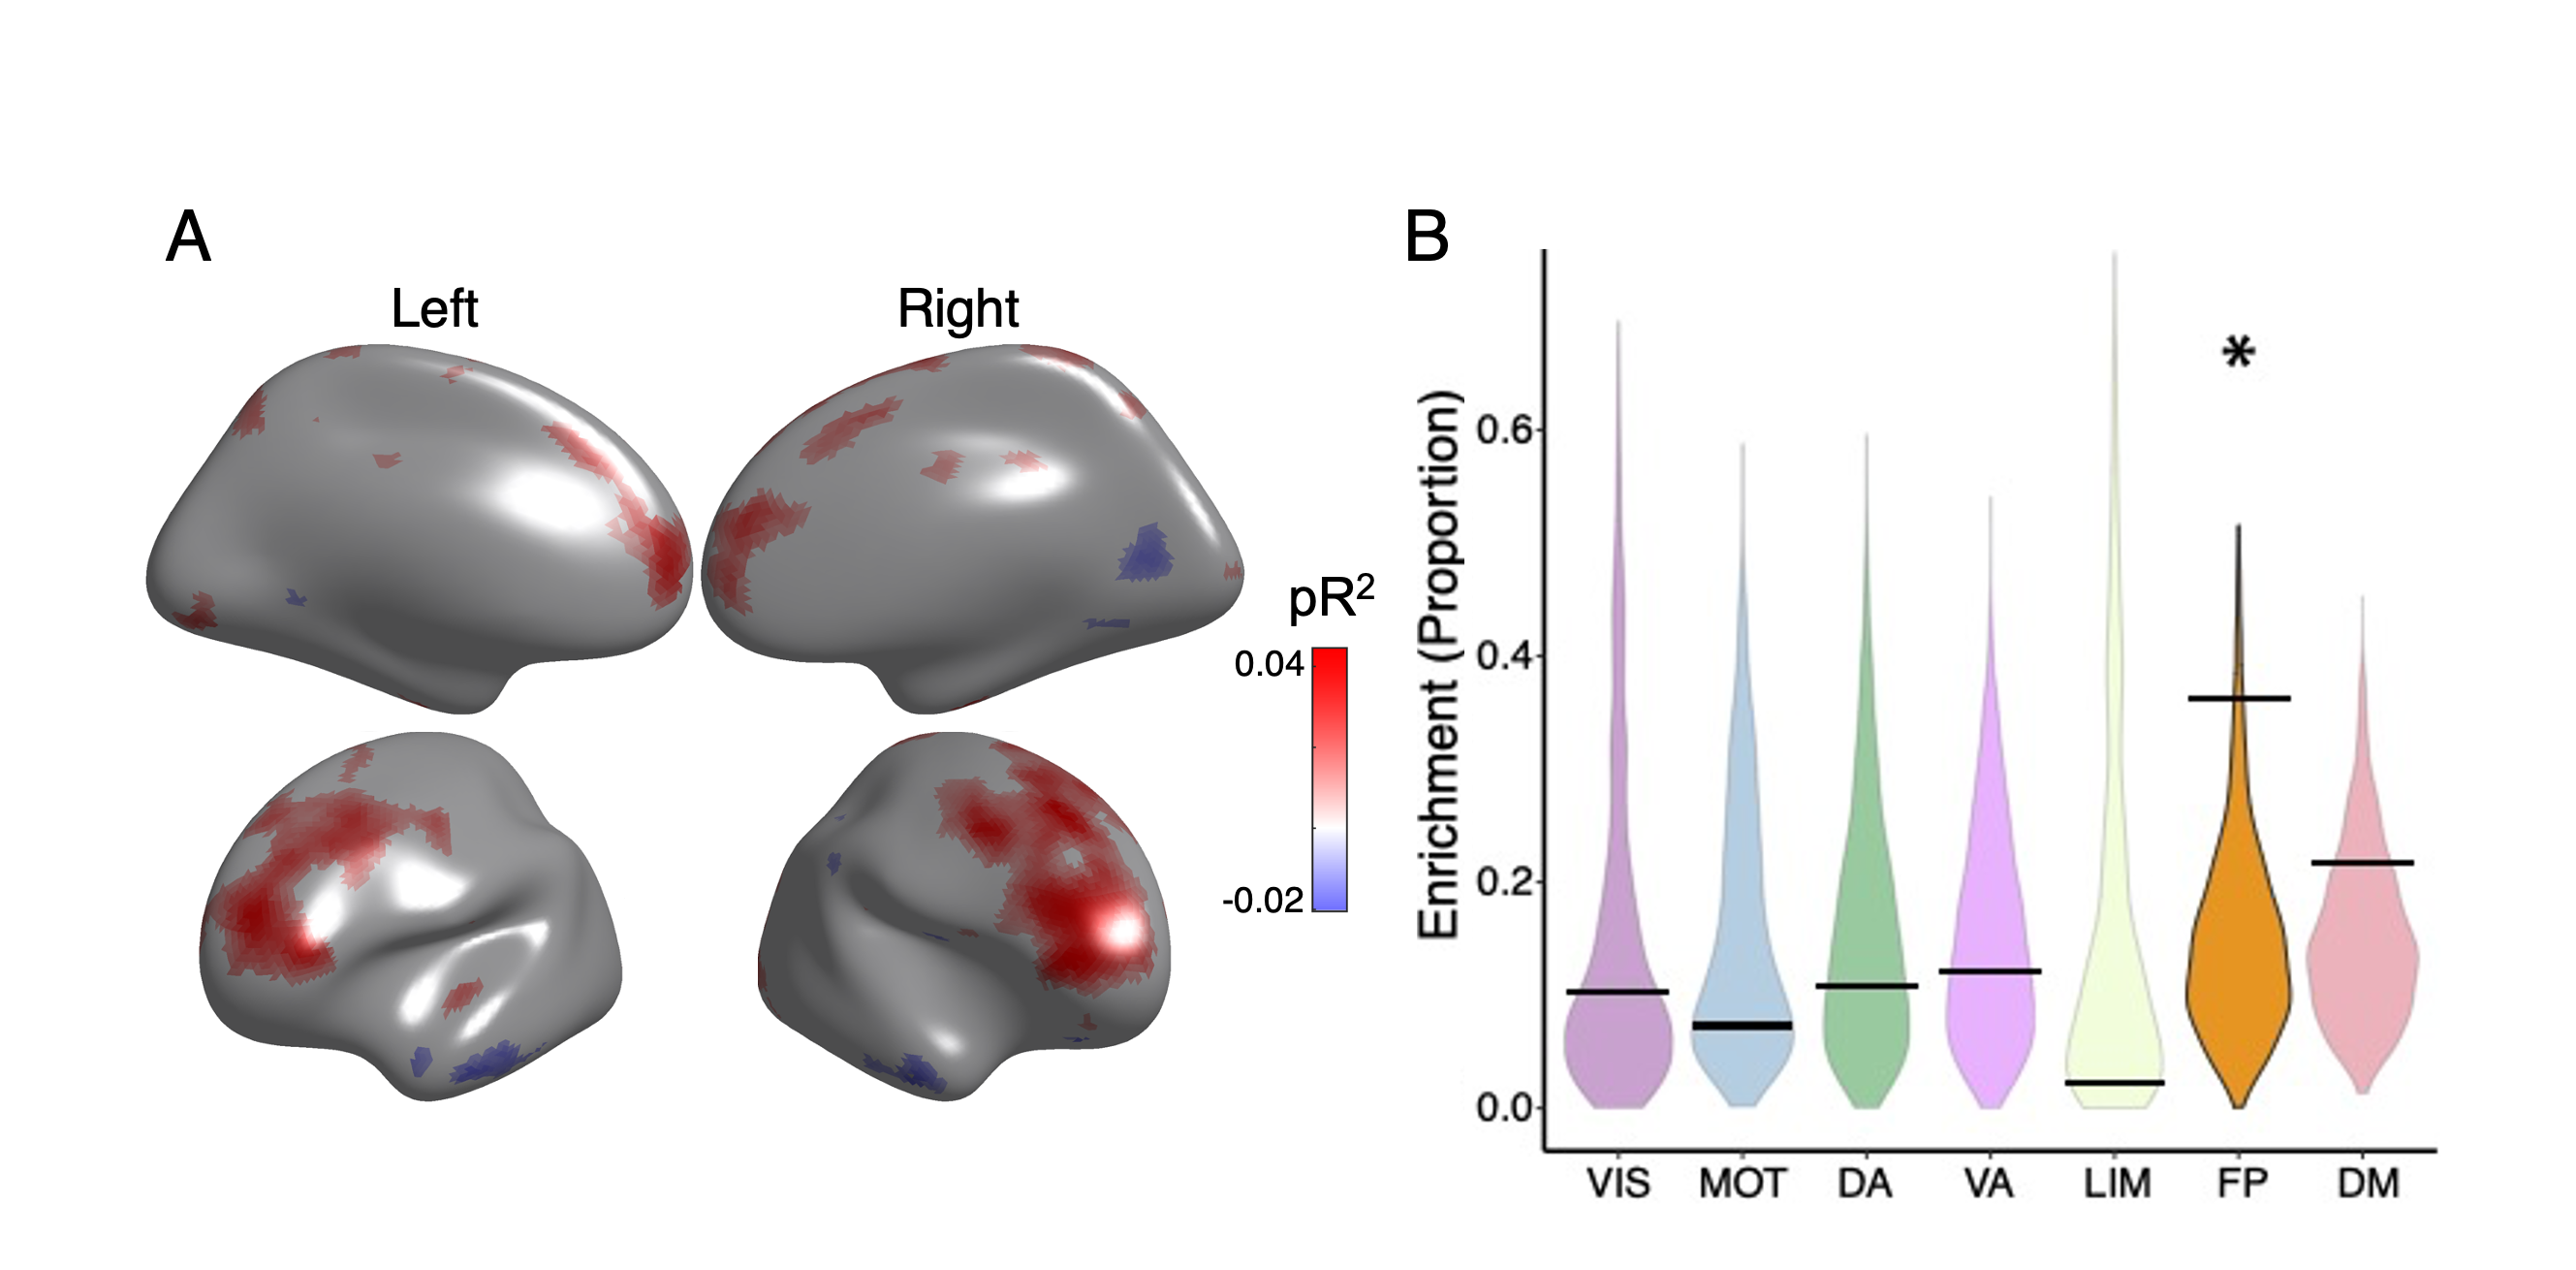 A
Left
Right
pR²
0.04
-0.02
B
Enrichment (Proportion)
0.6
0.4
0.2
0.0
*
VIS MOT DA VA LIM FP DM